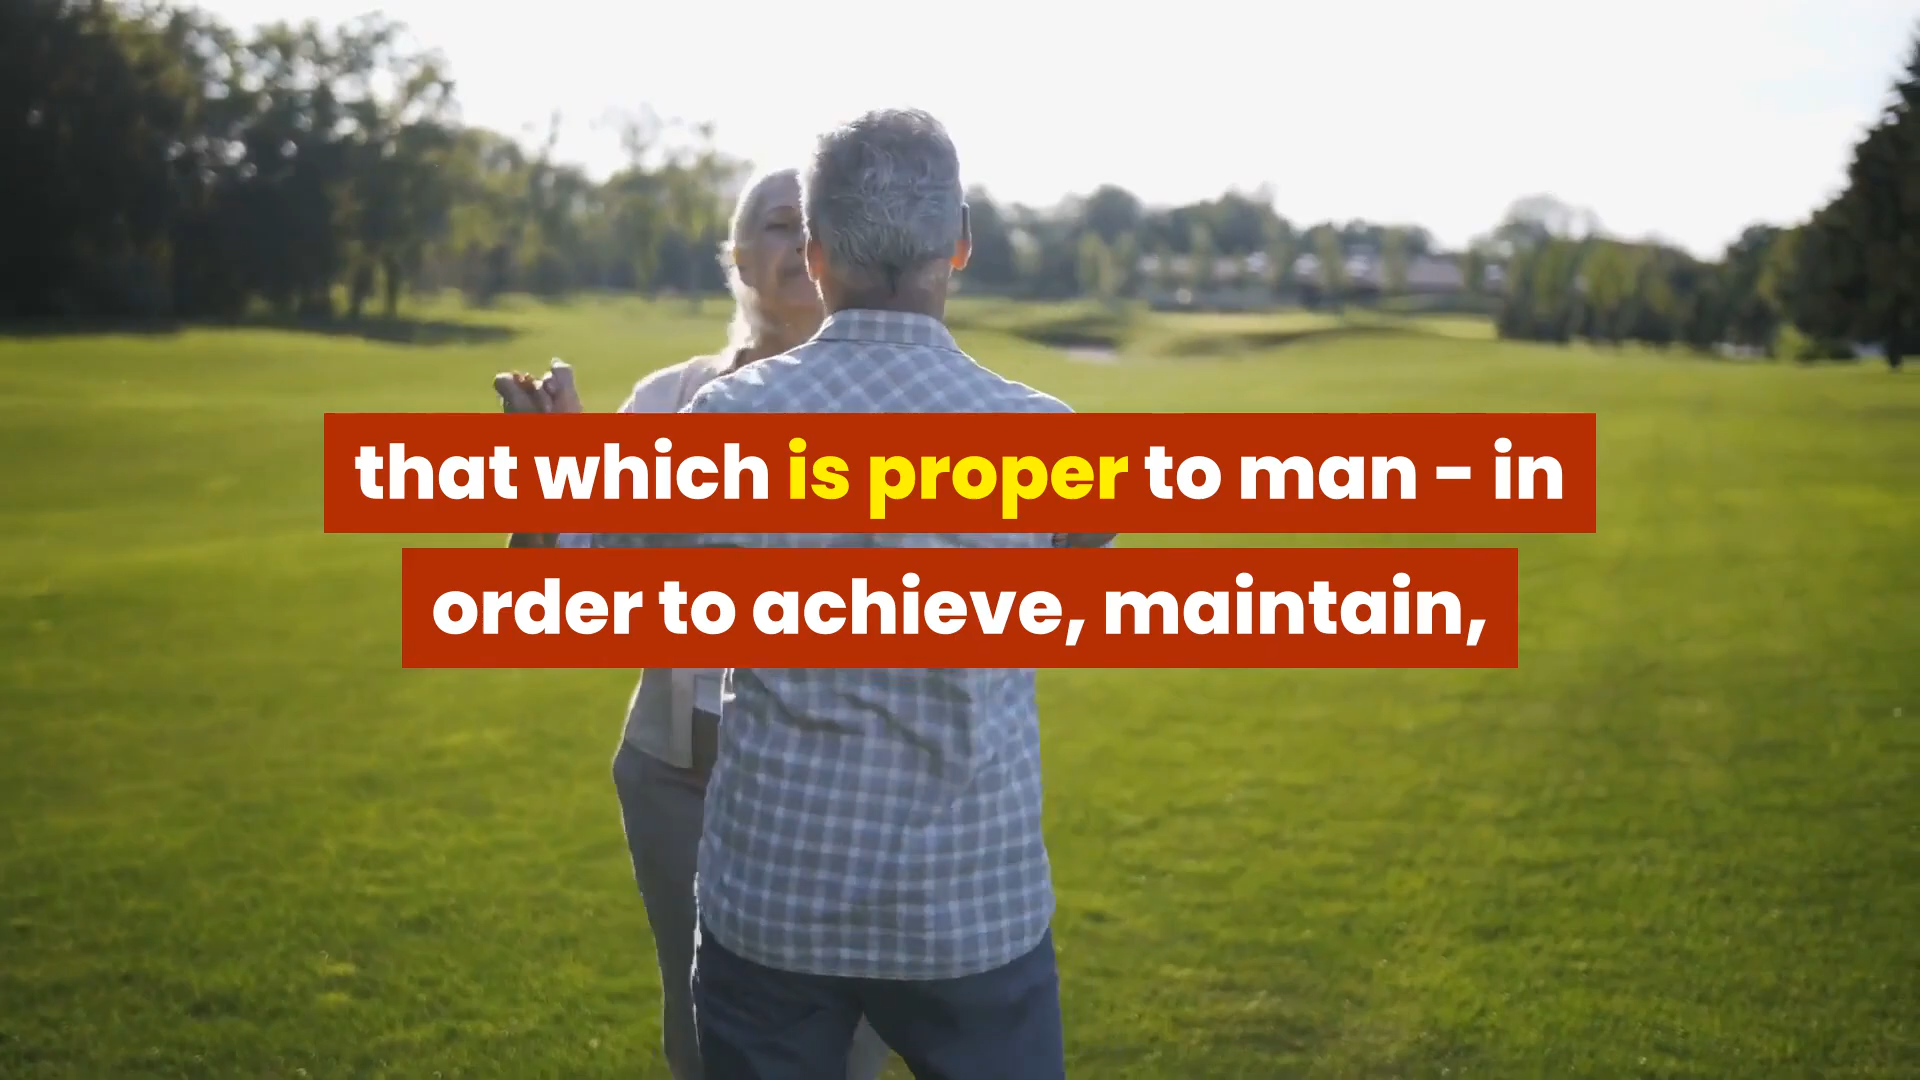 that which is proper to man - in
order to achieve, maintain,